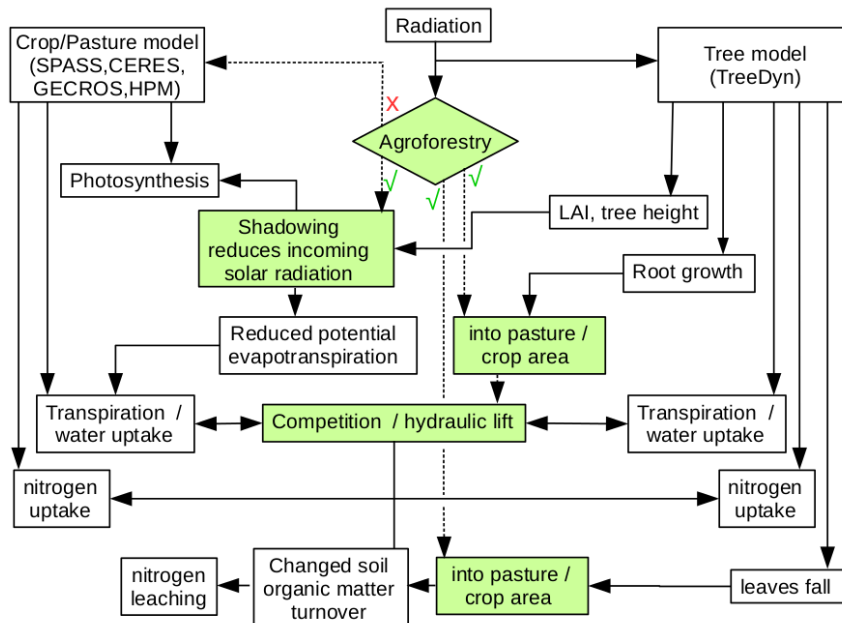 Radiation
Crop/Pasture model
(SPASS,CERES,
GECROS,HPM)
Tree model
(TreeDyn)
x
Agroforestry
√
√
√
Photosynthesis
LAI, tree height
Shadowing
reduces incoming
solar radiation
Root growth
Reduced potential
evapotranspiration
into pasture /
crop area
Transpiration /
water uptake
Competition / hydraulic lift
Transpiration /
water uptake
nitrogen
uptake
nitrogen
uptake
nitrogen
leaching
Changed soil
organic matter
turnover
into pasture /
crop area
leaves fall